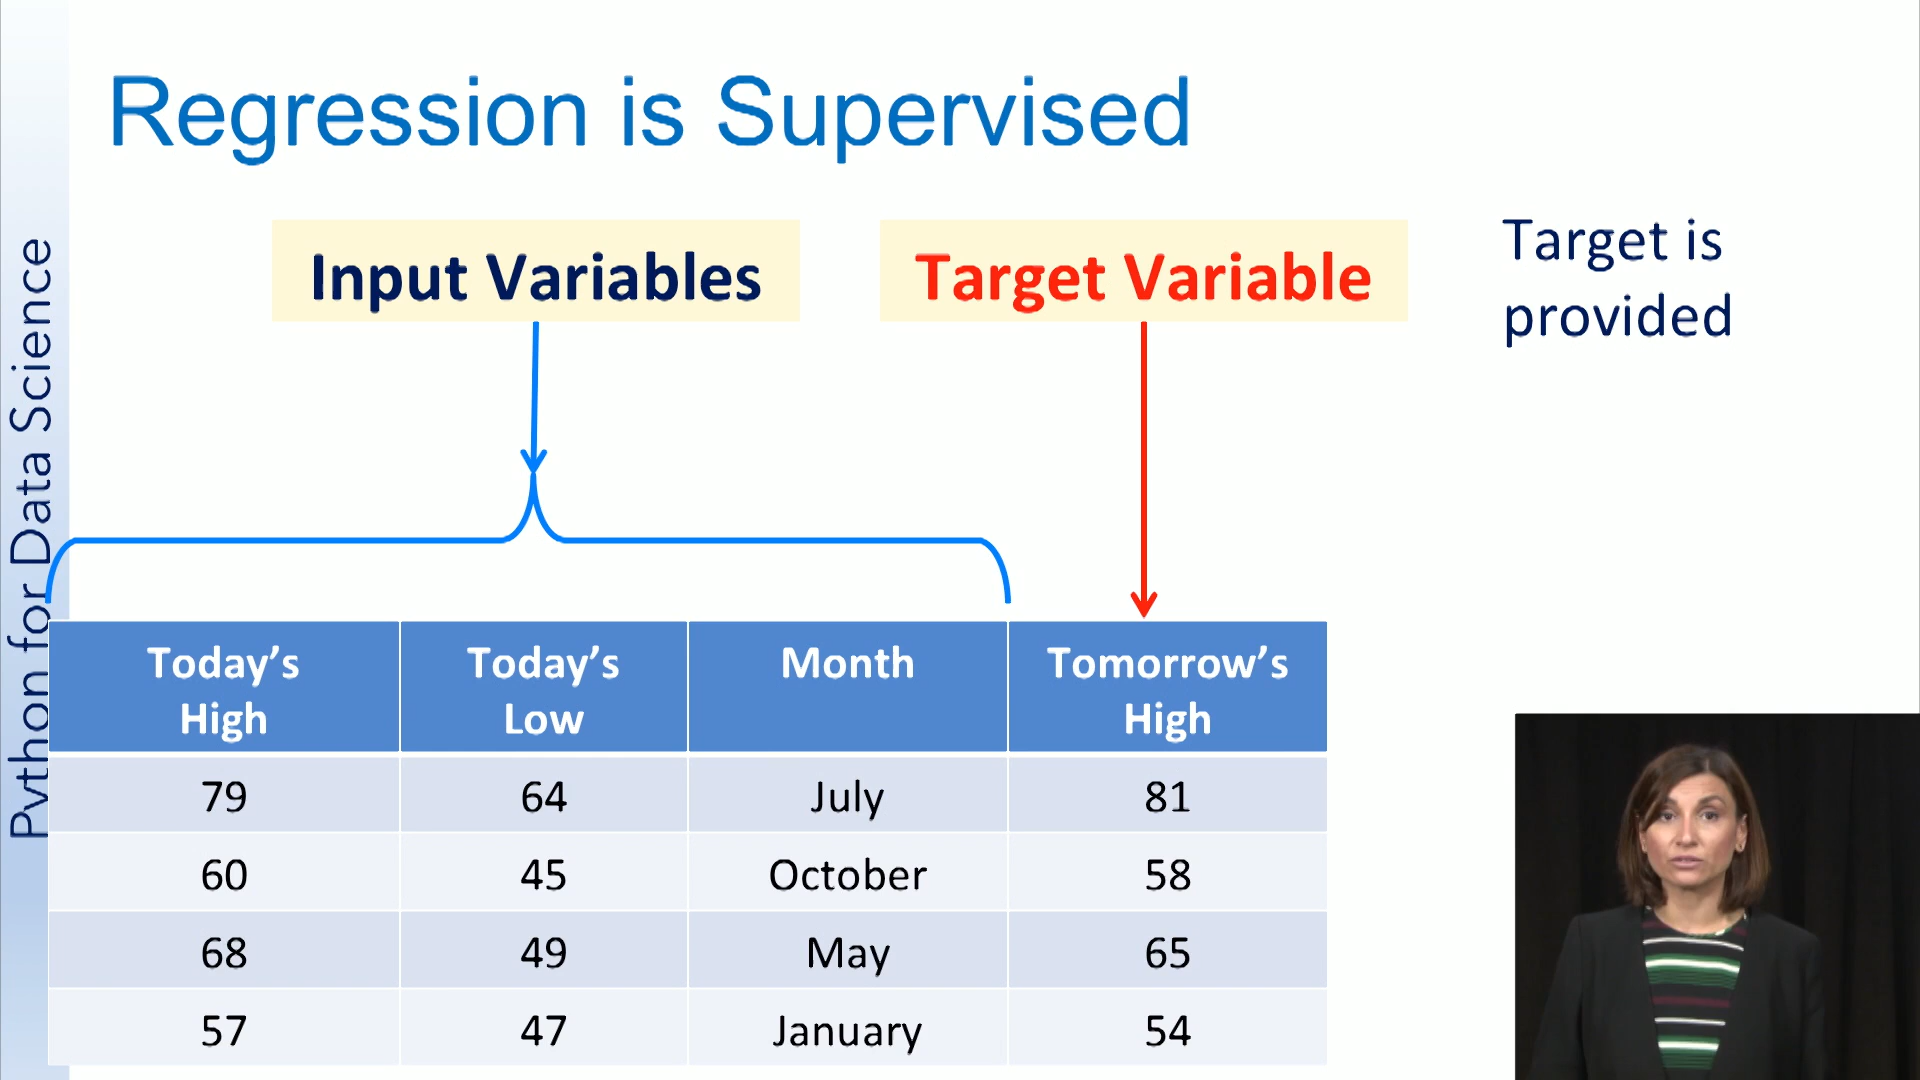 Regression is Supervised
Input Variables
Target Variable
Target is
provided
Python for Data Science
Today’s High Today’s Low Month Tomorrow’s High
79 64 July 81
60 45 October 58
68 49 May 65
57 47 January 54